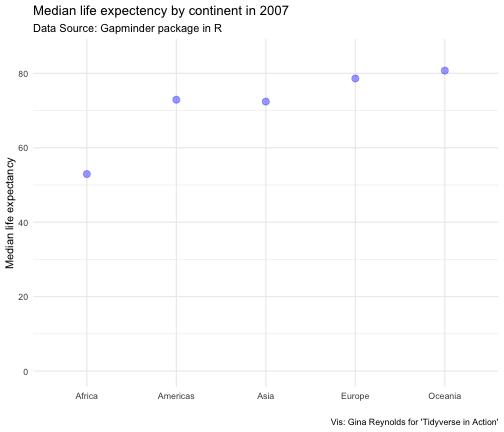 Median life expectency by continent in 2007
Data Source: Gapminder package in R
Median life expectancy
80
60
40
20
0
Africa
Americas
Asia
Europe
Oceania
Vis: Gina Reynolds for 'Tidyverse in Action'